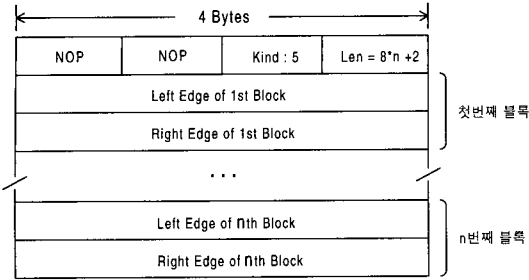 4 Bytes
NOP NOP Kind : 5 Len = 8*n +2
Left Edge of 1st Block
Right Edge of 1st Block
첫번째 블록
...
Left Edge of nth Block
Right Edge of nth Block
n번째 블록